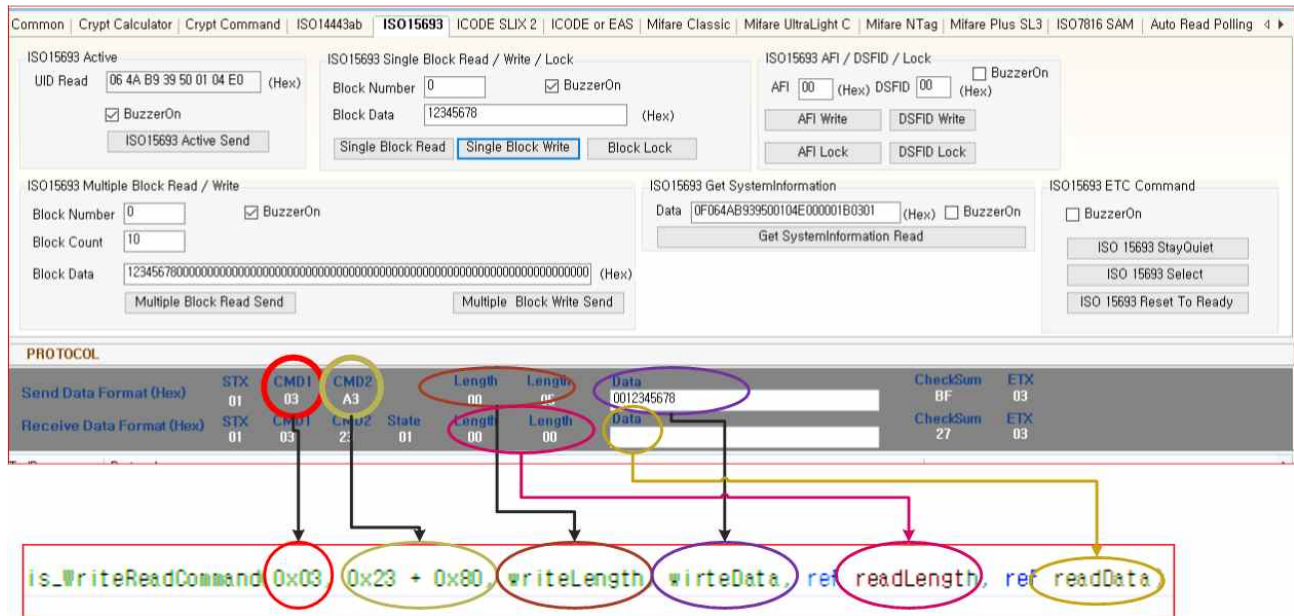 Common Crypt Calculator Crypt Command ISO14443ab ISO15693 ICODE SLIX 2 ICODE or EAS Mifare Classic Mifare UltraLight C Mifare NTag Mifare Plus SL3 ISO7816 SAM Auto Read Polling
ISO15693 Active
UID Read 06 4A B9 39 50 01 04 E0 (Hex)
BuzzerOn
ISO15693 Active Send
ISO15693 Single Block Read / Write / Lock
Block Number 0 BuzzerOn
Block Data 12345678 (Hex)
Single Block Read Single Block Write Block Lock
ISO15693 AFI / DSFID / Lock
BuzzerOn
AFI 00 (Hex) DSFID 00 (Hex)
AFI Write DSFID Write
AFI Lock DSFID Lock
ISO15693 Multiple Block Read / Write
Block Number 0 BuzzerOn
Block Count 10
Block Data (Hex)
Multiple Block Read Send Multiple Block Write Send
ISO15693 Get SystemInformation
Data 0F064AB939500104E000001B0301 (Hex) BuzzerOn
Get SystemInformation Read
ISO15693 ETC Command
BuzzerOn
ISO 15693 StayQuiet
ISO 15693 Select
ISO 15693 Reset To Ready
PROTOCOL
STX CMD1 CMD2 Length Length Data CheckSum ETX
Send Data Format (Hex) 01 03 A3 00 05 0012345678 BF 03
Receive Data Format (Hex) STX CMD1 CMD2 State Length Length Data CheckSum ETX
01 03 23 01 00 00 27 03
is_WriteReadCommand 0x03, 0x23 + 0x80, writeLength, wirteData, ref readLength, ref readData)